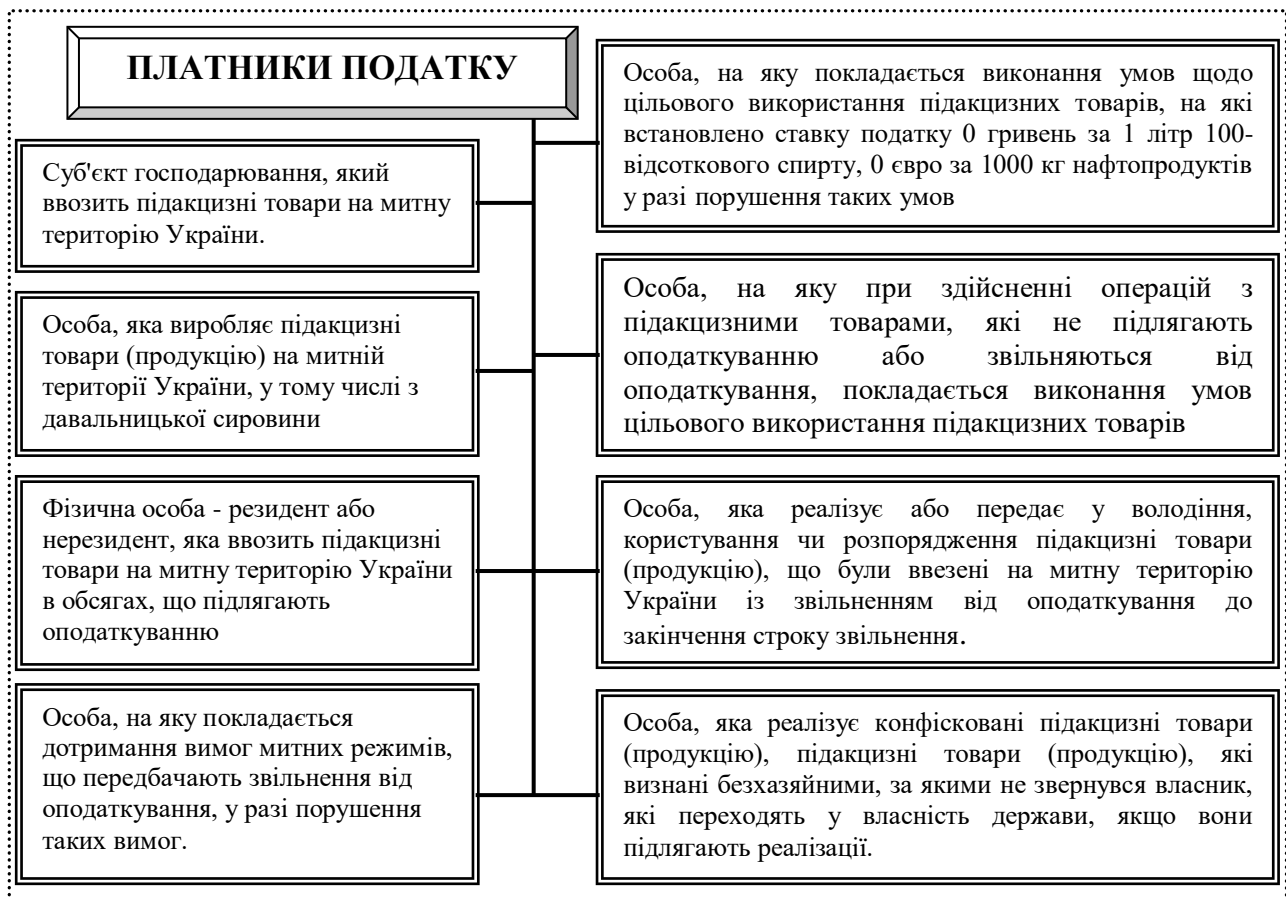 ПЛАТНИКИ ПОДАТКУ
Суб'єкт господарювання, який
ввозить підакцизні товари на митну
територію України.
Особа, яка виробляє підакцизні
товари (продукцію) на митній
території України, у тому числі з
давальницької сировини
Фізична особа - резидент або
нерезидент, яка ввозить підакцизні
товари на митну територію України
в обсягах, що підлягають
оподаткуванню
Особа, на яку покладається
дотримання вимог митних режимів,
що передбачають звільнення від
оподаткування, у разі порушення
таких вимог.
Особа, на яку покладається виконання умов щодо
цільового використання підакцизних товарів, на які
встановлено ставку податку 0 гривень за 1 літр 100-
відсоткового спирту, 0 євро за 1000 кг нафтопродуктів
у разі порушення таких умов
Особа, на яку при здійсненні операцій з
підакцизними товарами, які не підлягають
оподаткуванню або звільняються від
оподаткування, покладається виконання умов
цільового використання підакцизних товарів
Особа, яка реалізує або передає у володіння,
користування чи розпорядження підакцизні товари
(продукцію), що були ввезені на митну територію
України із звільненням від оподаткування до
закінчення строку звільнення.
Особа, яка реалізує конфісковані підакцизні товари
(продукцію), підакцизні товари (продукцію), які
визнані безхазяйними, за якими не звернувся власник,
які переходять у власність держави, якщо вони
підлягають реалізації.